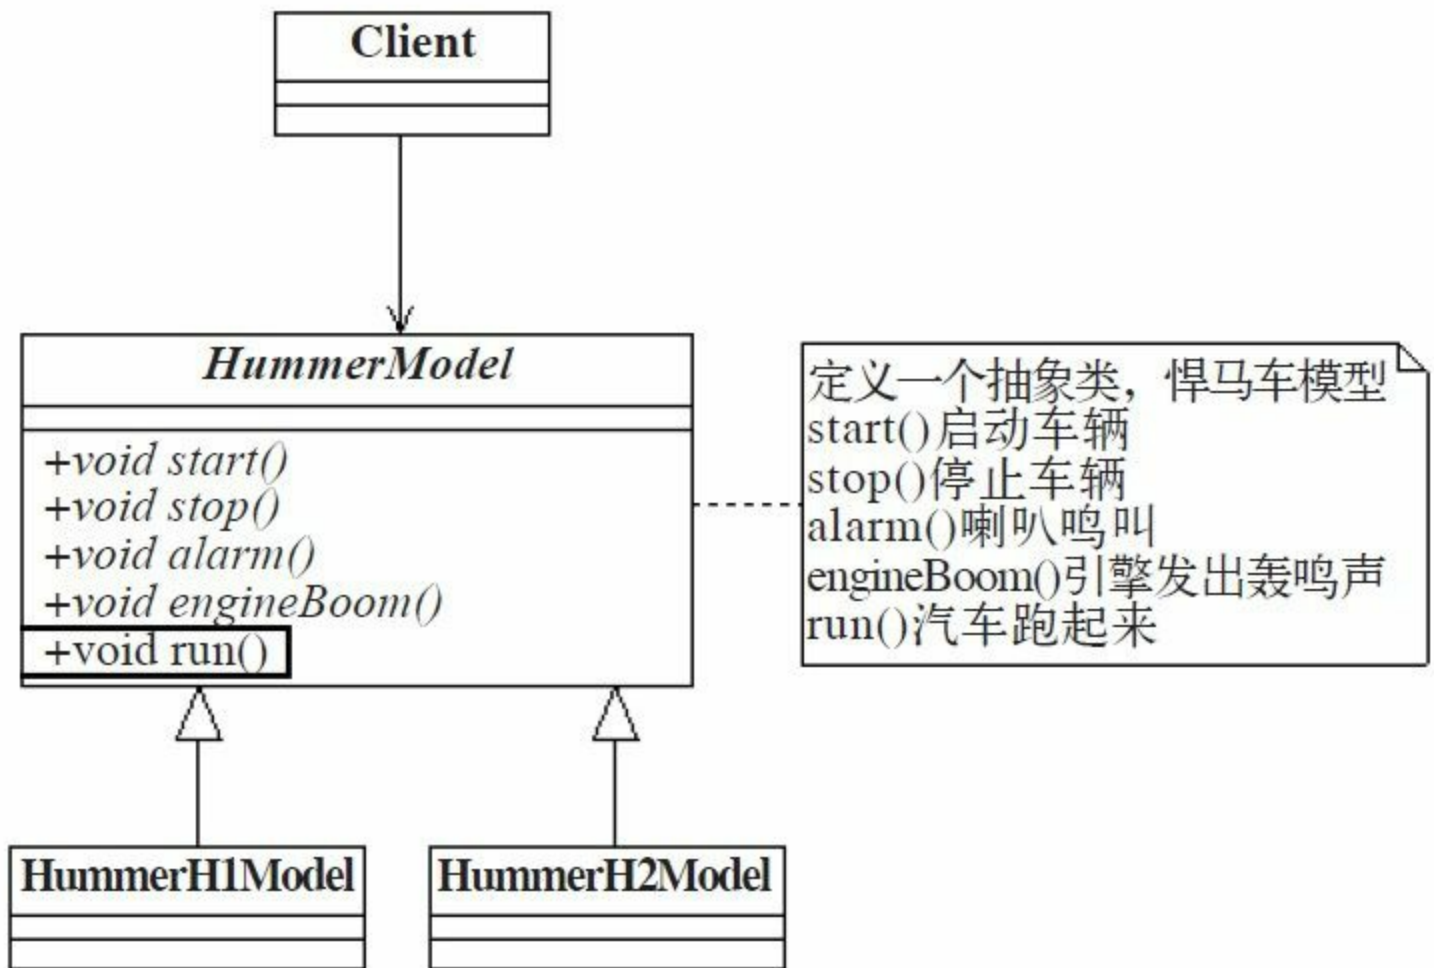 Client
HummerModel
+void start()
+void stop()
+void alarm()
+void engineBoom()
+void run()
定义一个抽象类，悍马车模型
start()启动车辆
stop()停止车辆
alarm()喇叭鸣叫
engineBoom()引擎发出轰鸣声
run()汽车跑起来
HummerH1Model
HummerH2Model